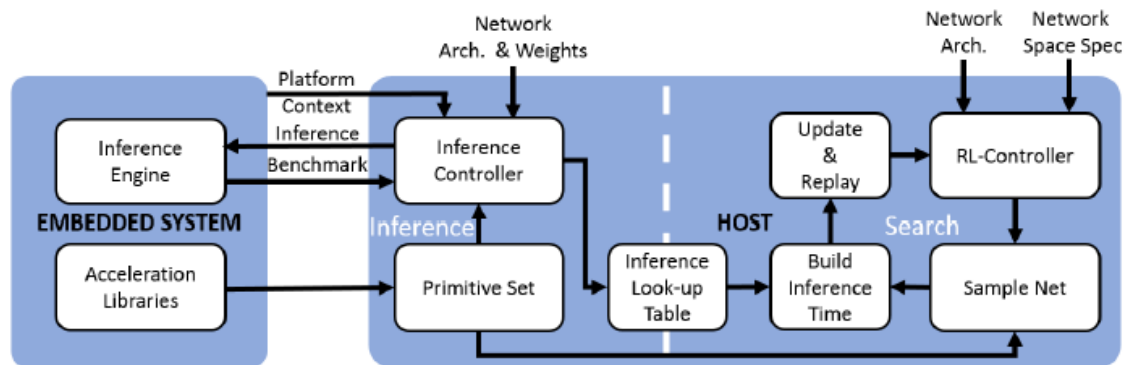 Network
Arch. & Weights
Network
Arch.
Network
Space Spec
Platform
Context
Inference
Benchmark
Inference
Engine
EMBEDDED SYSTEM
Acceleration
Libraries
Inference
Controller
Inference
Primitive Set
Inference
Look-up
Table
HOST
Update
&
Replay
RL-Controller
Search
Build
Inference
Time
Sample Net